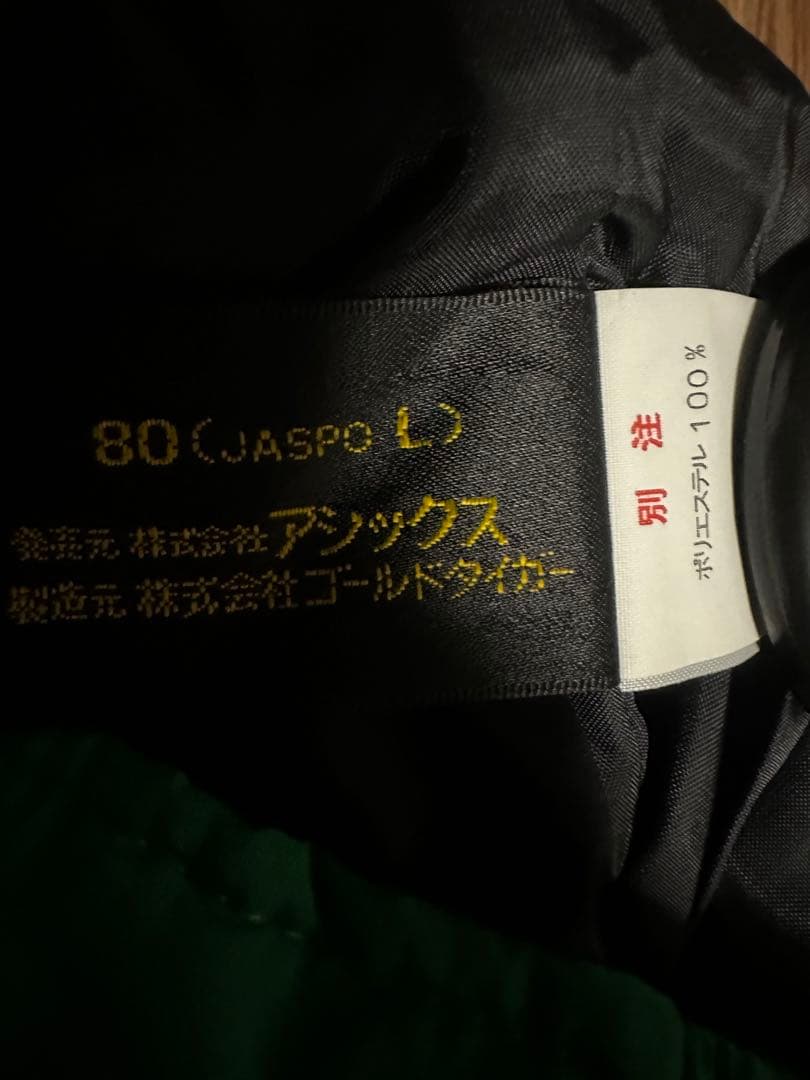 80(JASPO L)
発売元 株式会社アシックス
製造元 株式会社ゴールドタイガー
別注
ポリエステル100%